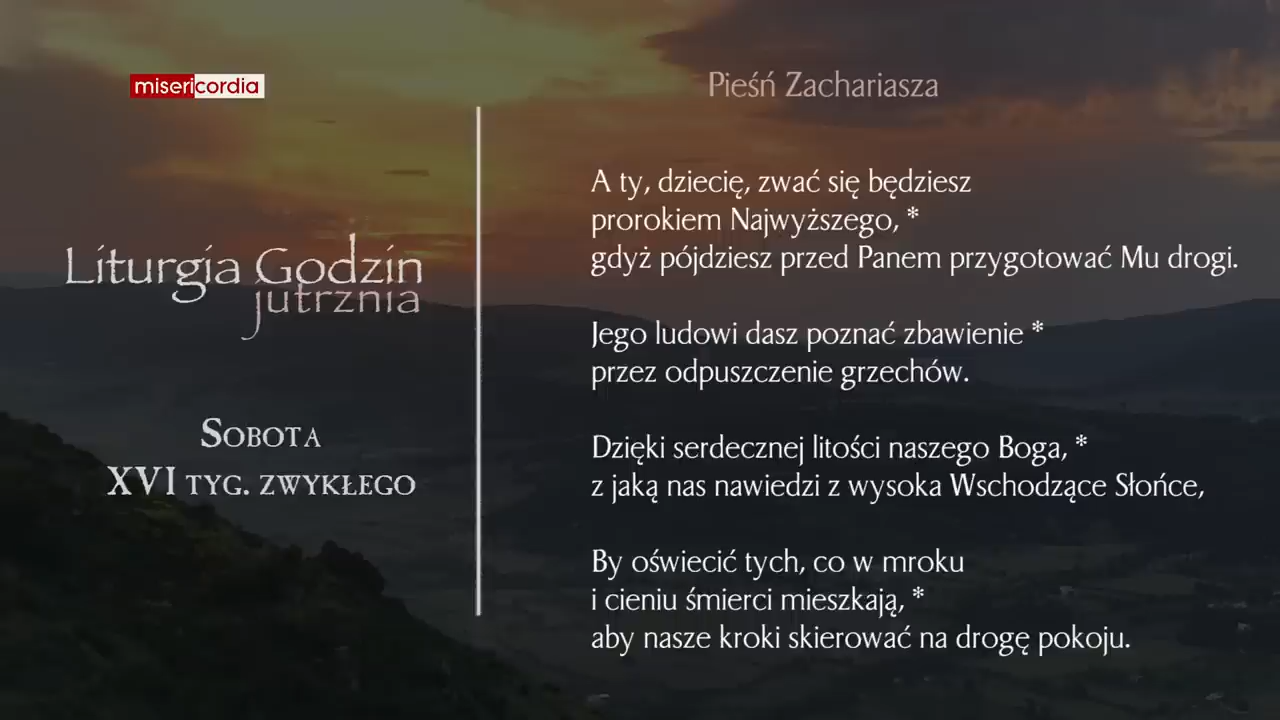 misericordia
Liturgia Godzin
jutrznia
Sobota
XVI tyg. zwykłego
Pieśń Zachariasza
A ty, dziecię, zwać się będziesz
prorokiem Najwyższego, *
gdyż pójdziesz przed Panem przygotować Mu drogi.
Jego ludowi dasz poznać zbawienie *
przez odpuszczenie grzechów.
Dzięki serdecznej litości naszego Boga, *
z jaką nas nawiedzi z wysoka Wschodzące Słońce,
By oświecić tych, co w mroku
i cieniu śmierci mieszkają, *
aby nasze kroki skierować na drogę pokoju.